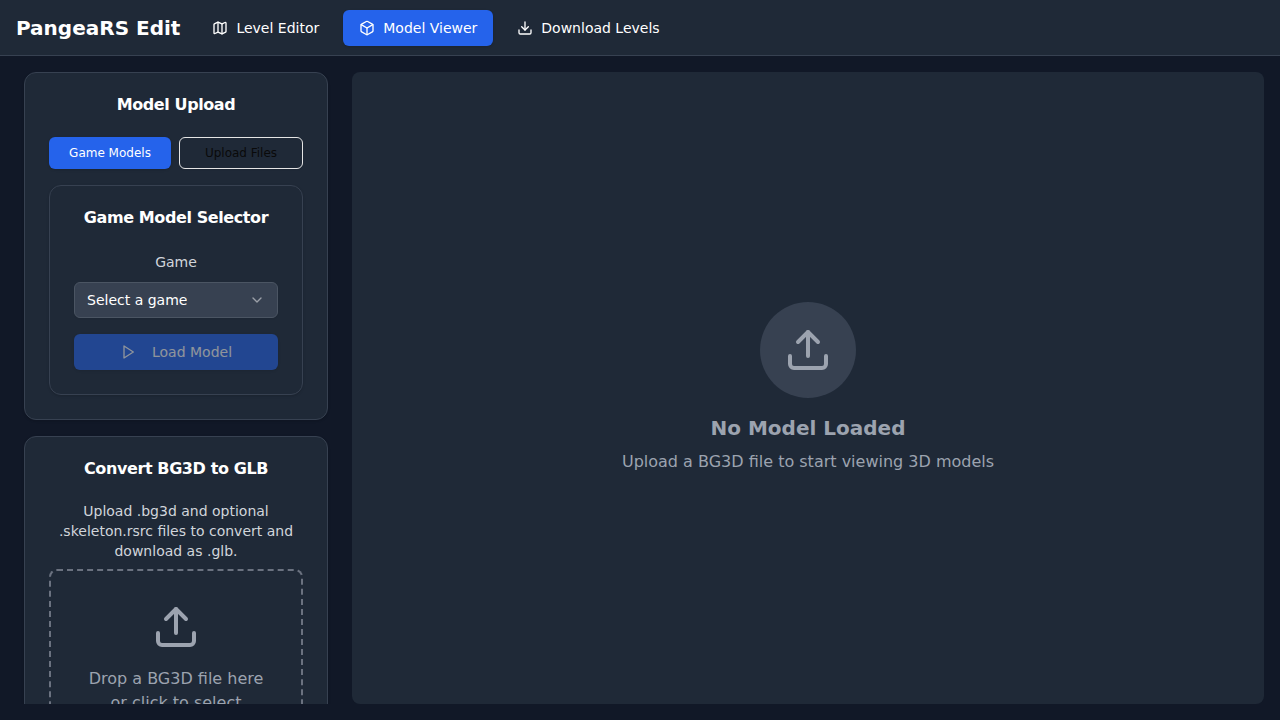 PangeaRS Edit
Level Editor
Model Viewer
Download Levels
Model Upload
Game Models
Upload Files
Game Model Selector
Game
Select a game
Load Model
Convert BG3D to GLB
Upload .bg3d and optional
.skeleton.rsrc files to convert and
download as .glb.
Drop a BG3D file here
or click to select
No Model Loaded
Upload a BG3D file to start viewing 3D models